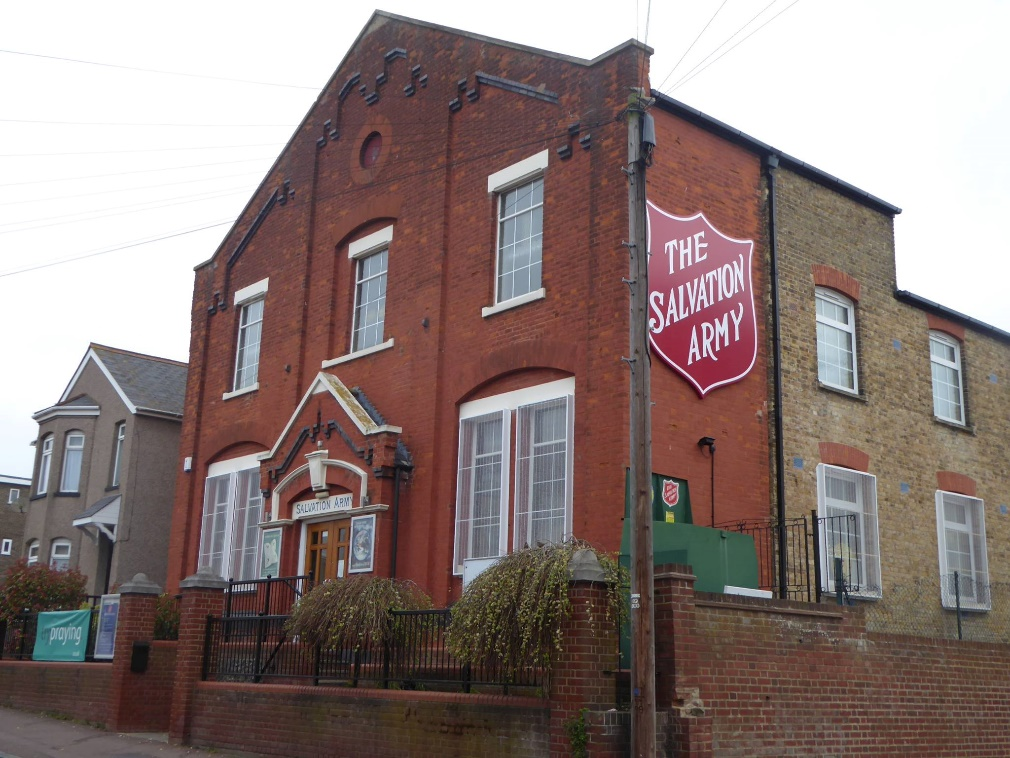 THE
SALVATION
ARMY
SALVATION ARMY
praying